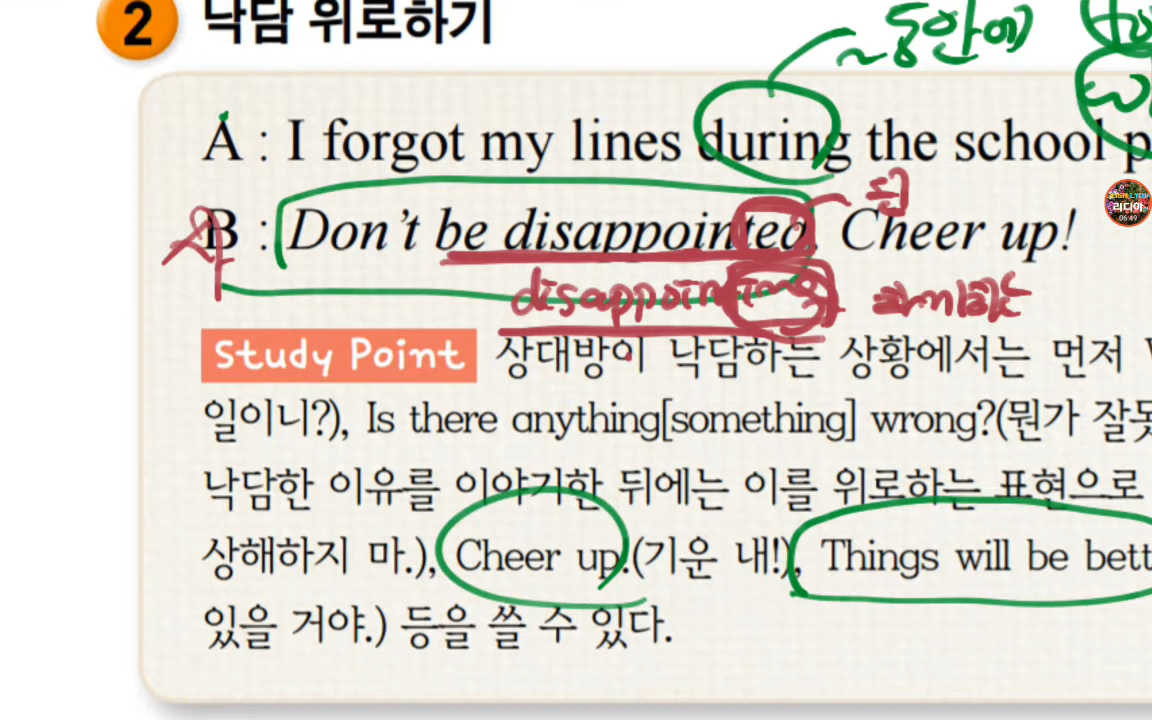 2 낙담 위로하기
~동안에
A : I forgot my lines during the school p
B : Don't be disappointed. Cheer up!
disappointing
Study Point 상대방이 낙담하는 상황에서는 먼저 W
일이니?), Is there anything[something] wrong?(뭔가 잘못
낙담한 이유를 이야기한 뒤에는 이를 위로하는 표현으로
상해하지 마.), Cheer up.(기운 내!), Things will be bett
있을 거야.) 등을 쓸 수 있다.
리디아
06:49